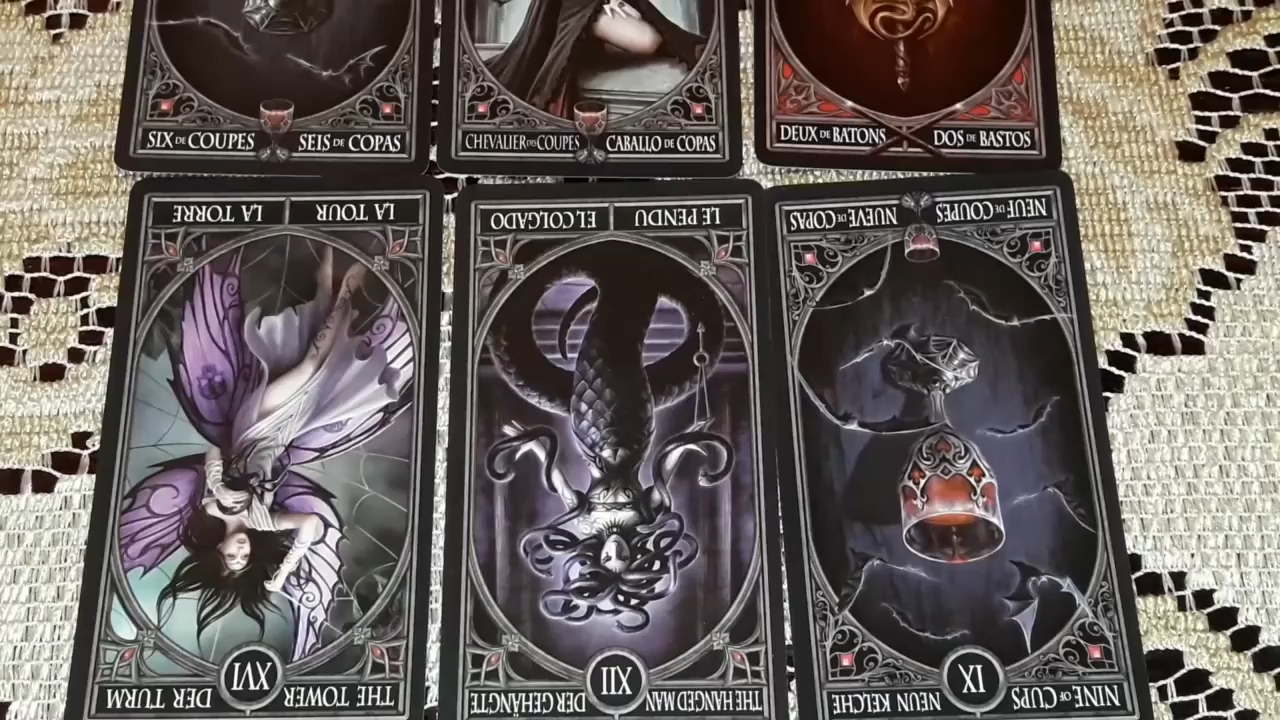 SIX DE COUPES SEIS DE COPAS
CHEVALIER DES COUPES CABALLO DE COPAS
DEUX DE BATONS DOS DE BASTOS
LA TOUR LA TORRE
XVI
THE TOWER DER TURM
LE PENDU EL COLGADO
XII
THE HANGED MAN DER GEHÄNGTE
NEUF DE COUPES NUEVE DE COPAS
IX
NINE OF CUPS NEUN KELCHE